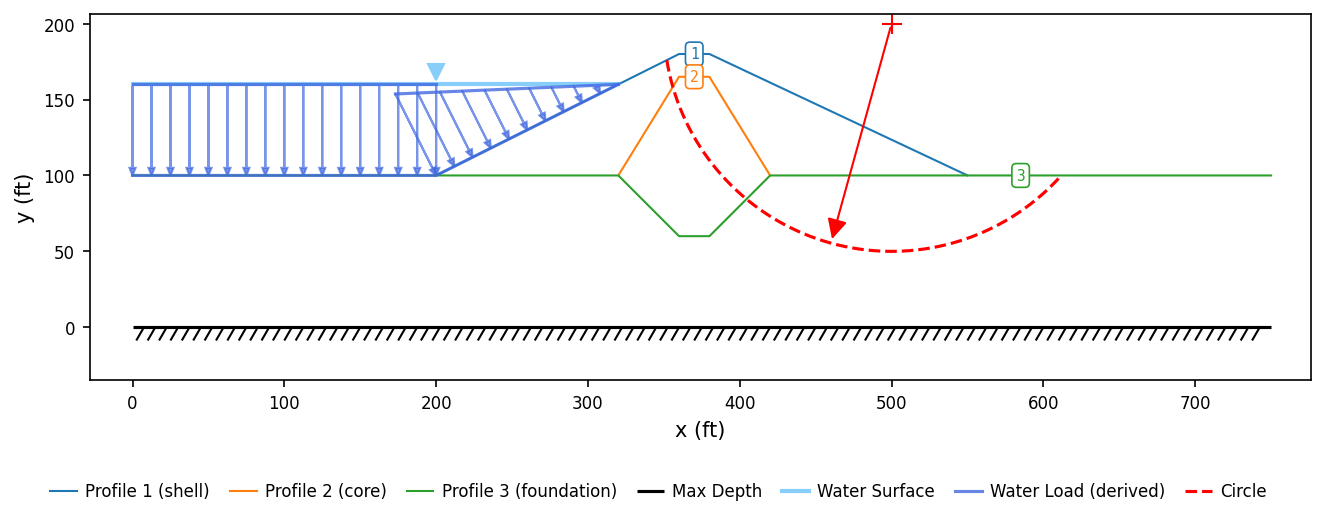 200
150
100
50
0
y (ft)
1
2
3
0 100 200 300 400 500 600 700
x (ft)
Profile 1 (shell) Profile 2 (core) Profile 3 (foundation) Max Depth Water Surface Water Load (derived) Circle